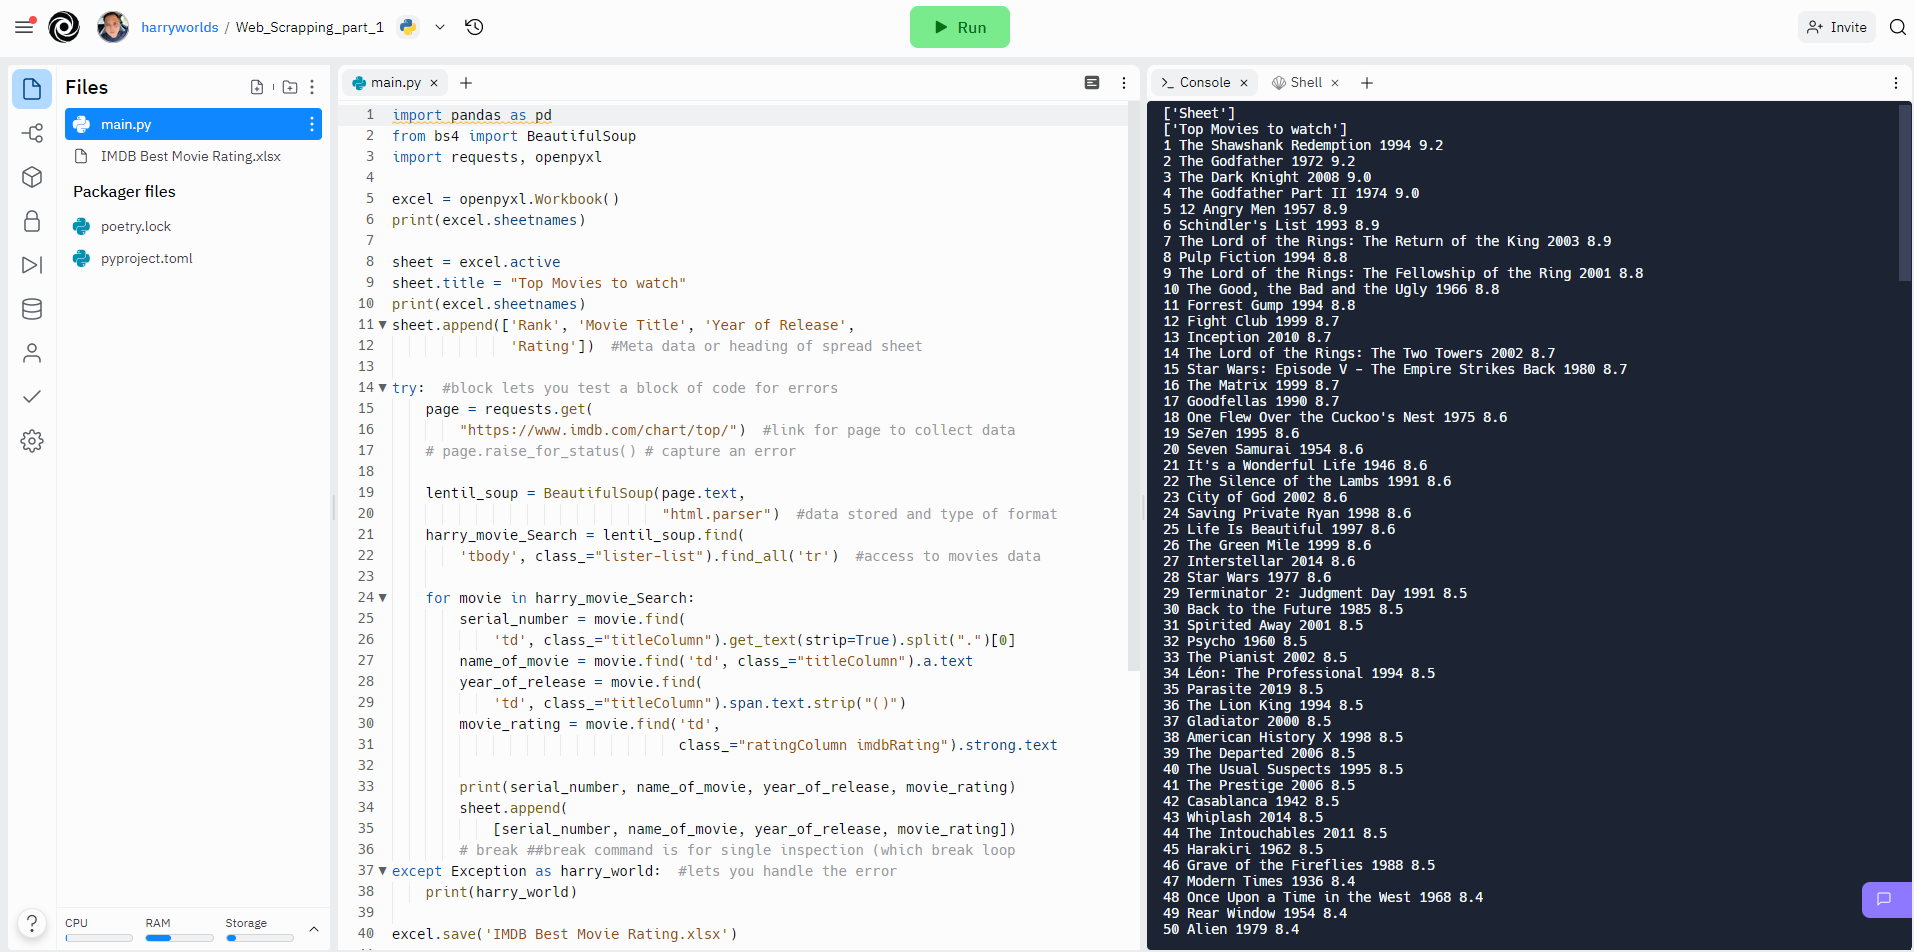 harryworlds / Web_Scrapping_part_1
Run
Invite
Files
main.py
IMDB Best Movie Rating.xlsx
Packager files
poetry.lock
pyproject.toml
?
CPU
RAM
Storage
main.py ×
1 import pandas as pd
2 from bs4 import BeautifulSoup
3 import requests, openpyxl
4
5 excel = openpyxl.Workbook()
6 print(excel.sheetnames)
7
8 sheet = excel.active
9 sheet.title = "Top Movies to watch"
10 print(excel.sheetnames)
11 sheet.append(['Rank', 'Movie Title', 'Year of Release',
12 'Rating']) #Meta data or heading of spread sheet
13
14 try: #block lets you test a block of code for errors
15 page = requests.get(
16 "https://www.imdb.com/chart/top/") #link for page to collect data
17 # page.raise_for_status() # capture an error
18
19 lentil_soup = BeautifulSoup(page.text,
20 "html.parser") #data stored and type of format
21 harry_movie_Search = lentil_soup.find(
22 'tbody', class_="lister-list").find_all('tr') #access to movies data
23
24 for movie in harry_movie_Search:
25 serial_number = movie.find(
26 'td', class_="titleColumn").get_text(strip=True).split(".")[0]
27 name_of_movie = movie.find('td', class_="titleColumn").a.text
28 year_of_release = movie.find(
29 'td', class_="titleColumn").span.text.strip("()")
30 movie_rating = movie.find('td',
31 class_="ratingColumn imdbRating").strong.text
32
33 print(serial_number, name_of_movie, year_of_release, movie_rating)
34 sheet.append(
35 [serial_number, name_of_movie, year_of_release, movie_rating])
36 # break ##break command is for single inspection (which break loop
37 except Exception as harry_world: #lets you handle the error
38 print(harry_world)
39
40 excel.save('IMDB Best Movie Rating.xlsx')
Console × Shell ×
['Sheet']
['Top Movies to watch']
1 The Shawshank Redemption 1994 9.2
2 The Godfather 1972 9.2
3 The Dark Knight 2008 9.0
4 The Godfather Part II 1974 9.0
5 12 Angry Men 1957 8.9
6 Schindler's List 1993 8.9
7 The Lord of the Rings: The Return of the King 2003 8.9
8 Pulp Fiction 1994 8.8
9 The Lord of the Rings: The Fellowship of the Ring 2001 8.8
10 The Good, the Bad and the Ugly 1966 8.8
11 Forrest Gump 1994 8.8
12 Fight Club 1999 8.7
13 Inception 2010 8.7
14 The Lord of the Rings: The Two Towers 2002 8.7
15 Star Wars: Episode V - The Empire Strikes Back 1980 8.7
16 The Matrix 1999 8.7
17 Goodfellas 1990 8.7
18 One Flew Over the Cuckoo's Nest 1975 8.6
19 Se7en 1995 8.6
20 Seven Samurai 1954 8.6
21 It's a Wonderful Life 1946 8.6
22 The Silence of the Lambs 1991 8.6
23 City of God 2002 8.6
24 Saving Private Ryan 1998 8.6
25 Life Is Beautiful 1997 8.6
26 The Green Mile 1999 8.6
27 Interstellar 2014 8.6
28 Star Wars 1977 8.6
29 Terminator 2: Judgment Day 1991 8.5
30 Back to the Future 1985 8.5
31 Spirited Away 2001 8.5
32 Psycho 1960 8.5
33 The Pianist 2002 8.5
34 Léon: The Professional 1994 8.5
35 Parasite 2019 8.5
36 The Lion King 1994 8.5
37 Gladiator 2000 8.5
38 American History X 1998 8.5
39 The Departed 2006 8.5
40 The Usual Suspects 1995 8.5
41 The Prestige 2006 8.5
42 Casablanca 1942 8.5
43 Whiplash 2014 8.5
44 The Intouchables 2011 8.5
45 Harakiri 1962 8.5
46 Grave of the Fireflies 1988 8.5
47 Modern Times 1936 8.4
48 Once Upon a Time in the West 1968 8.4
49 Rear Window 1954 8.4
50 Alien 1979 8.4